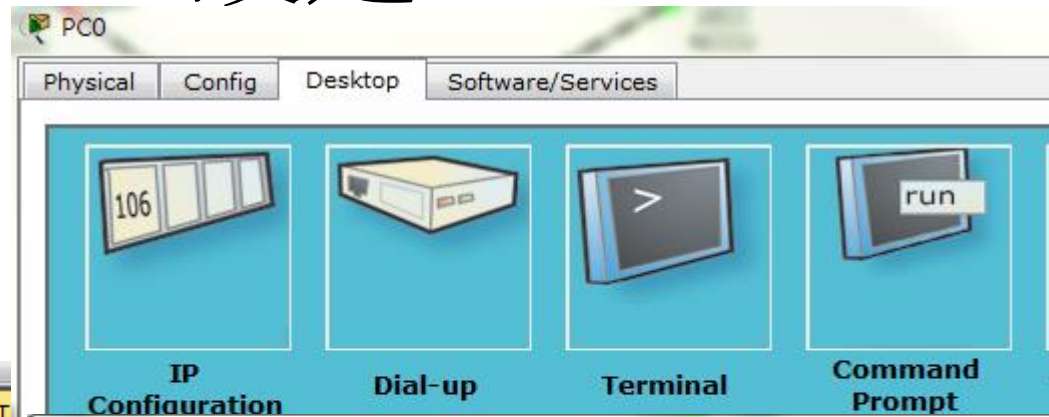 PC0
Physical Config Desktop Software/Services
106 > run
IP Configuration Dial-up Terminal Command Prompt